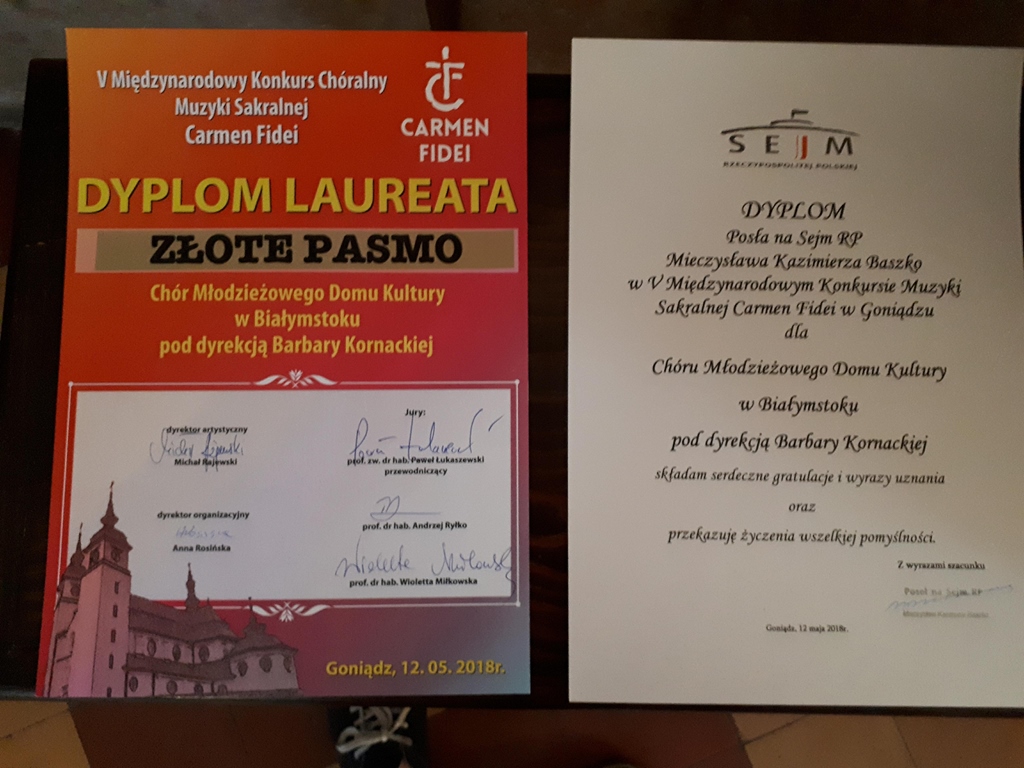 V Międzynarodowy Konkurs Chóralny
Muzyki Sakralnej
Carmen Fidei
CARMEN
FIDEI
DYPLOM LAUREATA
ZŁOTE PASMO
Chór Młodzieżowego Domu Kultury
w Białymstoku
pod dyrekcją Barbary Kornackiej
dyrektor artystyczny
Michał Rajewski
dyrektor organizacyjny
Anna Rosińska
Jury:
prof. zw. dr hab. Paweł Łukaszewski
przewodniczący
prof. dr hab. Andrzej Ryłko
prof. dr hab. Wioletta Miłkowska
Goniądz, 12. 05. 2018r.
SEJM
RZECZYPOSPOLITEJ POLSKIEJ
DYPLOM
Posła na Sejm RP
Mieczysława Kazimierza Baszko
w V Międzynarodowym Konkursie Muzyki
Sakralnej Carmen Fidei w Goniądzu
dla
Chóru Młodzieżowego Domu Kultury
w Białymstoku
pod dyrekcją Barbary Kornackiej
składam serdeczne gratulacje i wyrazy uznania
oraz
przekazuję życzenia wszelkiej pomyślności.
Z wyrazami szacunku
Poseł na Sejm RP
Goniądz, 12 maja 2018r.